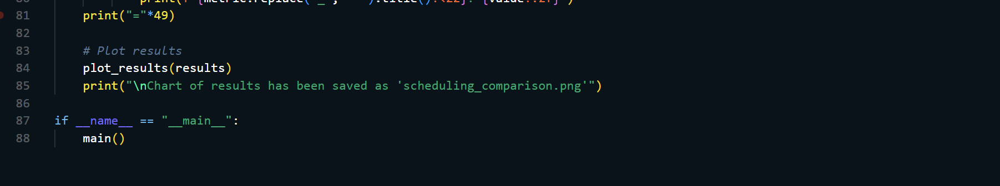 81 print("="*49)
82
83 # Plot results
84 plot_results(results)
85 print("\nChart of results has been saved as 'scheduling_comparison.png'")
86
87 if __name__ == "__main__":
88 main()